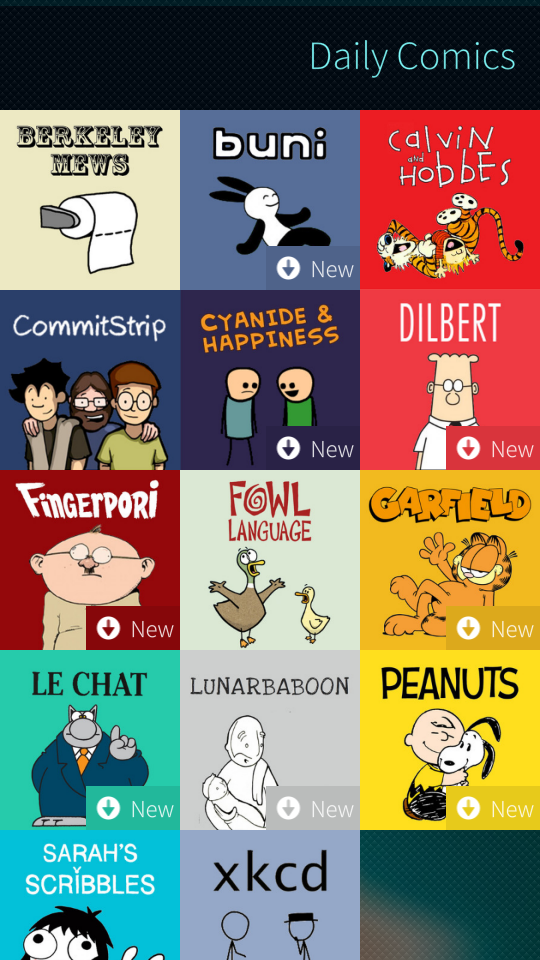 Daily Comics
BERKELEY
MEWS
buni
New
Calvin
and
HOBBES
CommitStrip
CYANIDE &
HAPPINESS
New
DILBERT
New
FINGERPORI
New
FOWL
LANGUAGE
GARFIELD
New
LE CHAT
New
LUNARBABOON
New
PEANUTS
New
SARAH'S
SCRIBBLES
xkcd